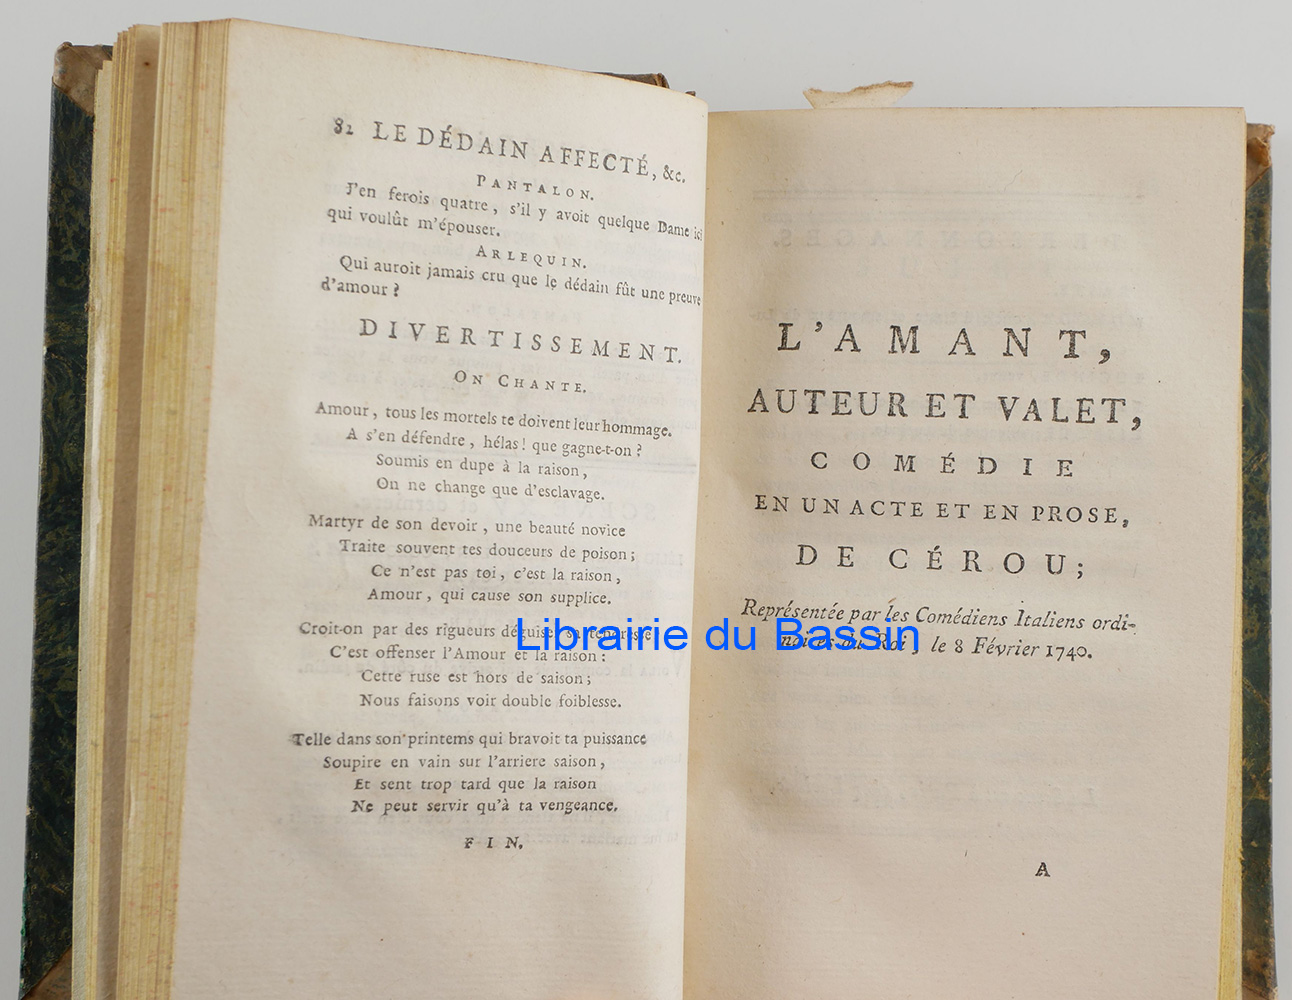 82 LE DÉDAIN AFFECTÉ, &c.
PANTALON.
J'en ferois quatre, s'il y avoit quelque Dame ici
qui voulût m'épouser.
ARLEQUIN.
Qui auroit jamais cru que le dédain fût une preuve
d'amour ?
DIVERTISSEMENT.
ON CHANTE.
Amour, tous les mortels te doivent leur hommage.
A s'en défendre, hélas ! que gagne-t-on ?
Soumis en dupe à la raison,
On ne change que d'esclavage.
Martyr de son devoir, une beauté novice
Traite souvent tes douceurs de poison ;
Ce n'est pas toi, c'est la raison,
Amour, qui cause son supplice.
Croit-on par des rigueurs déguiser sa tendresse
C'est offenser l'Amour et la raison :
Cette ruse est hors de saison ;
Nous faisons voir double foiblesse.
Telle dans son printems qui bravoit ta puissance
Soupire en vain sur l'arriere saison,
Et sent trop tard que la raison
Ne peut servir qu'à ta vengeance.
FIN.
L'AMANT,
AUTEUR ET VALET,
COMÉDIE
EN UN ACTE ET EN PROSE,
DE CÉROU ;
Représentée par les Comédiens Italiens ordi-
naires du Roi, le 8 Février 1740.
A
Librairie du Bassin